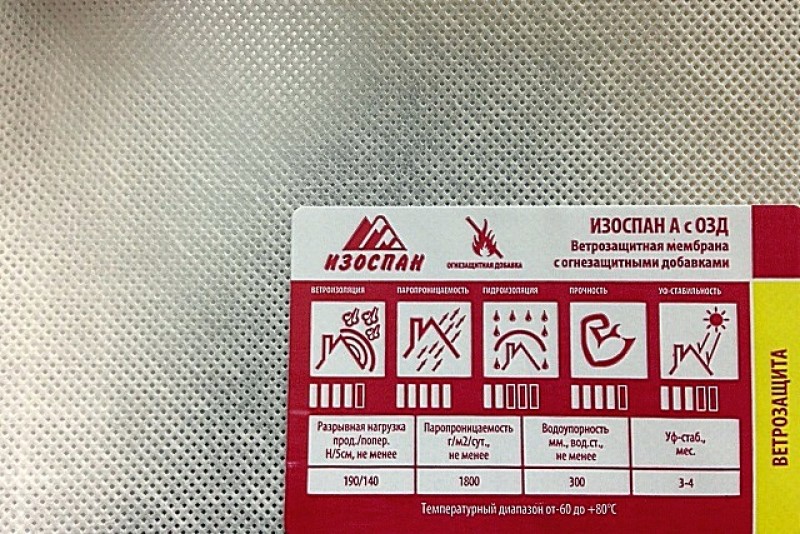 ИЗОСПАН
ОГНЕЗАЩИТНАЯ ДОБАВКА
ИЗОСПАН А с ОЗД
Ветрозащитная мембрана
с огнезащитными добавками
ВЕТРОИЗОЛЯЦИЯ
ПАРОПРОНИЦАЕМОСТЬ
ГИДРОИЗОЛЯЦИЯ
ПРОЧНОСТЬ
УФ-СТАБИЛЬНОСТЬ
Разрывная нагрузка
прод./попер.
Н/5см, не менее
190/140
Паропроницаемость
г/м2/сут.,
не менее
1800
Водоупорность
мм., вод.ст.,
не менее
300
Уф-стаб.,
мес.
3-4
Температурный диапазон от-60 до +80°С
ВЕТРОЗАЩИТА